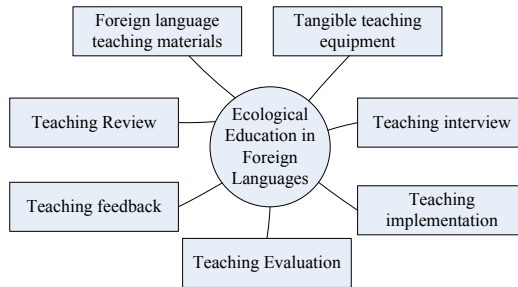 Foreign language
teaching materials
Tangible teaching
equipment
Teaching Review
Ecological
Education in
Foreign
Languages
Teaching interview
Teaching feedback
Teaching
implementation
Teaching Evaluation